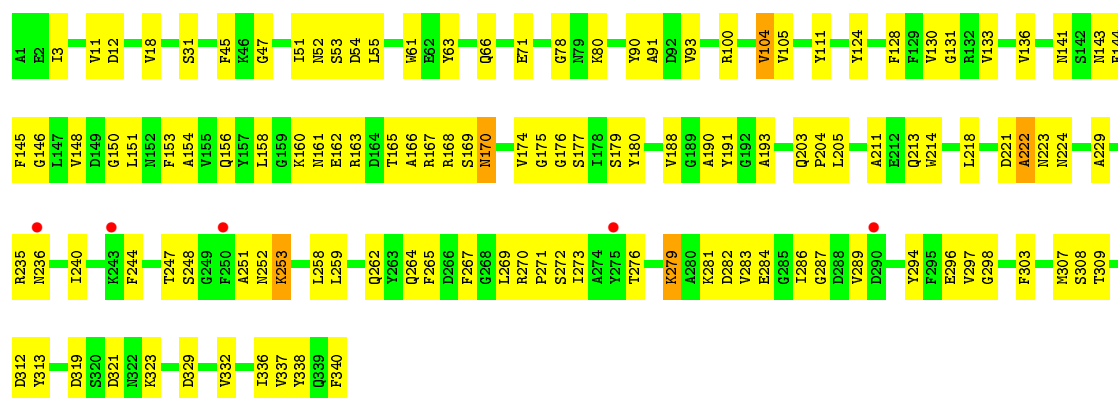 A1 E2 I3 V11 D12 V18 S31 F45 K46 G47 I51 N52 S53 D54 L55 W61 E62 Y63 Q66 E71 G78 N79 K80 Y90 A91 D92 V93 R100 V104 V105 Y111 Y124 F128 F129 V130 G131 R132 V133 V136 N141 S142 N143
F145 G146 L147 V148 D149 G150 L151 N152 F153 A154 V155 Q156 Y157 L158 G159 K160 N161 E162 R163 D164 T165 A166 R167 R168 S169 N170 V174 G175 G176 S177 I178 S179 Y180 V188 G189 A190 Y191 G192 A193 Q203 P204 L205 A211 E212 Q213 W214 L218 D221 A222 N223 N224 A229
R235 N236 I240 K243 F244 T247 S248 G249 F250 A251 N252 K253 L258 L259 Q262 Y263 Q264 F265 D266 F267 G268 L269 R270 P271 S272 I273 A274 Y275 T276 K279 A280 K281 D282 V283 E284 G285 I286 G287 D288 V289 D290 Y294 F295 E296 V297 G298 F303 M307 S308 T309
D312 Y313 D319 S320 D321 N322 K323 D329 V332 I336 V337 Y338 Q339 F340